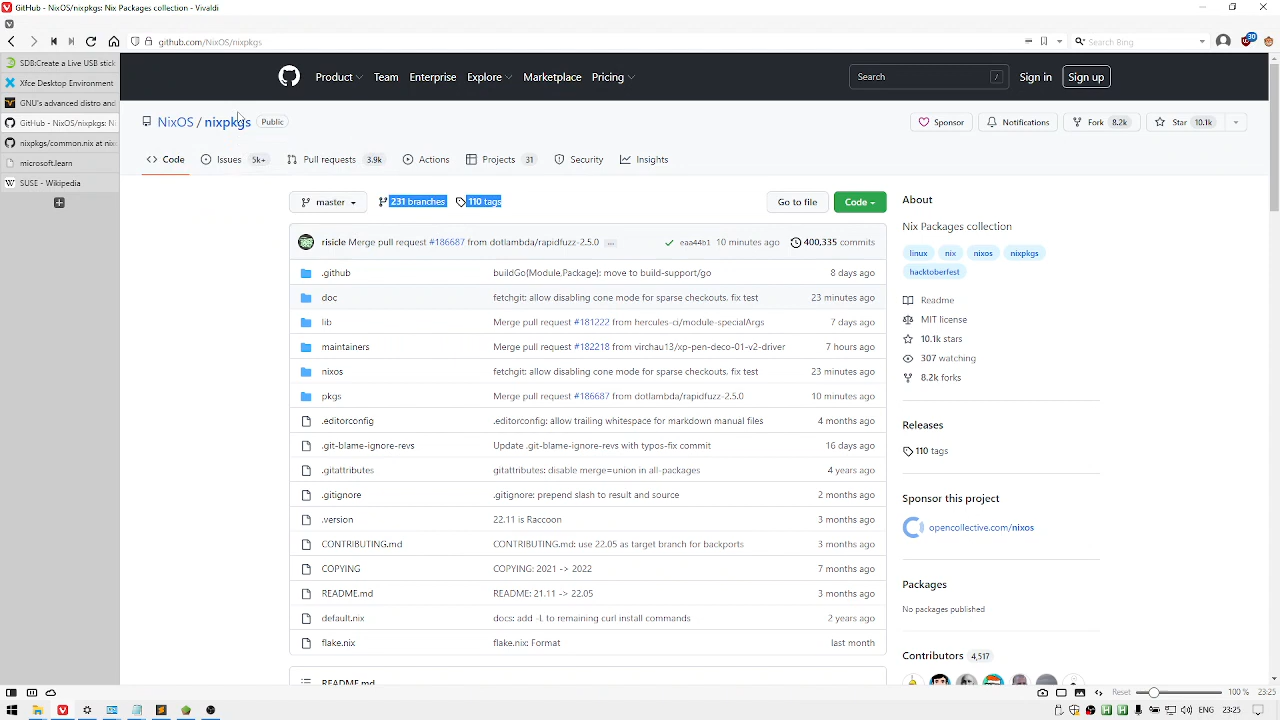 GitHub - NixOS/nixpkgs: Nix Packages collection - Vivaldi
github.com/NixOS/nixpkgs
Search Bing
30
SDB:Create a Live USB stick
Xfce Desktop Environment
GNU's advanced distro and
GitHub - NixOS/nixpkgs: Ni
nixpkgs/common.nix at nix
microsoft.learn
SUSE - Wikipedia
Product Team Enterprise Explore Marketplace Pricing
Search /
Sign in Sign up
NixOS / nixpkgs Public
Sponsor Notifications Fork 8.2k Star 10.1k
Code Issues 5k+ Pull requests 3.9k Actions Projects 31 Security Insights
master 231 branches 110 tags Go to file Code
risicle Merge pull request #186687 from dotlambda/rapidfuzz-2.5.0 ... eaa44b1 10 minutes ago 400,335 commits
.github buildGo{Module,Package}: move to build-support/go 8 days ago
doc fetchgit: allow disabling cone mode for sparse checkouts, fix test 23 minutes ago
lib Merge pull request #181222 from hercules-ci/module-specialArgs 7 days ago
maintainers Merge pull request #182218 from virchau13/xp-pen-deco-01-v2-driver 7 hours ago
nixos fetchgit: allow disabling cone mode for sparse checkouts, fix test 23 minutes ago
pkgs Merge pull request #186687 from dotlambda/rapidfuzz-2.5.0 10 minutes ago
.editorconfig .editorconfig: allow trailing whitespace for markdown manual files 4 months ago
.git-blame-ignore-revs Update .git-blame-ignore-revs with typos-fix commit 16 days ago
.gitattributes gitattributes: disable merge=union in all-packages 4 years ago
.gitignore .gitignore: prepend slash to result and source 2 months ago
.version 22.11 is Raccoon 3 months ago
CONTRIBUTING.md CONTRIBUTING.md: use 22.05 as target branch for backports 3 months ago
COPYING COPYING: 2021 -> 2022 7 months ago
README.md README: 21.11 -> 22.05 3 months ago
default.nix docs: add -L to remaining curl install commands 2 years ago
flake.nix flake.nix: Format last month
README.md
About
Nix Packages collection
linux nix nixos nixpkgs
hacktoberfest
Readme
MIT license
10.1k stars
307 watching
8.2k forks
Releases
110 tags
Sponsor this project
opencollective.com/nixos
Packages
No packages published
Contributors 4,517
Reset 100 % 23:25
ENG 23:25